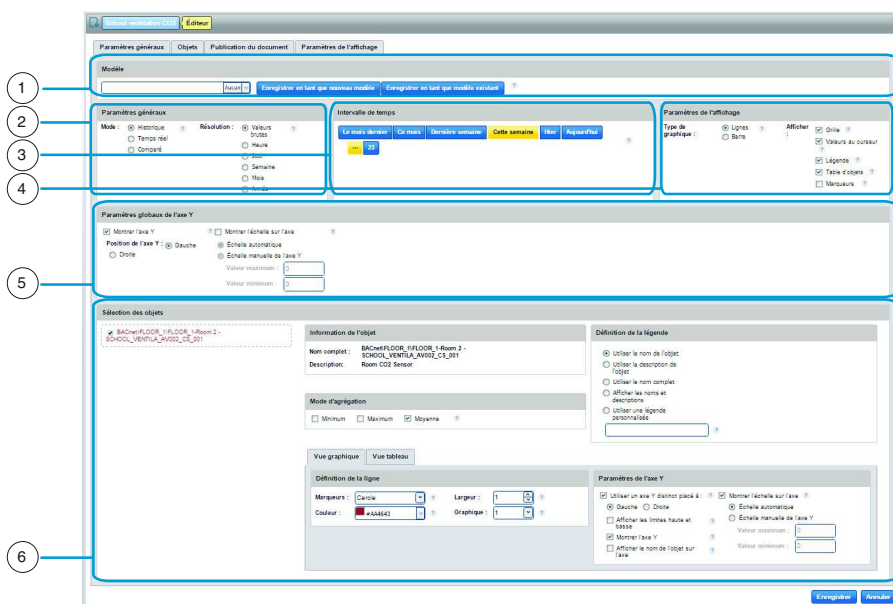 School ventilation CO2 Éditeur
Paramètres généraux Objets Publication du document Paramètres de l'affichage
1
Modèle
Aucun Enregistrer en tant que nouveau modèle Enregistrer en tant que modèle existant ?
2
3
4
Paramètres généraux
Mode : Historique ?
Temps réel
Comparé
Résolution : Valeurs brutes ?
Heure
Jour
Semaine
Mois
Année
Intervalle de temps
Le mois dernier Ce mois Dernière semaine Cette semaine Hier Aujourd'hui
... 23 ?
Paramètres de l'affichage
Type de graphique : Lignes ?
Barre
Afficher : Grille ?
Valeurs au curseur ?
Légende ?
Table d'objets ?
Marqueurs ?
5
Paramètres globaux de l'axe Y
Montrer l'axe Y ? Montrer l'échelle sur l'axe ?
Position de l'axe Y : Gauche Échelle automatique
Droite Échelle manuelle de l'axe Y
Valeur maximum : 0
Valeur minimum : 0
6
Sélection des objets
BACnet\FLOOR_1\FLOOR_1-Room 2 -
SCHOOL_VENTILA_AV002_CS_001
Information de l'objet
Nom complet : BACnet\FLOOR_1\FLOOR_1-Room 2 -
SCHOOL_VENTILA_AV002_CS_001
Description: Room CO2 Sensor
Mode d'agrégation
Minimum Maximum Moyenne ?
Définition de la légende
Utiliser le nom de l'objet
Utiliser la description de
l'objet
Utiliser le nom complet
Afficher les noms et
descriptions
Utiliser une légende
personnalisée
?
Vue graphique Vue tableau
Définition de la ligne
Marqueurs : Cercle ? Largeur : 1 ?
Couleur : #AA4643 ? Graphique : 1 ?
Paramètres de l'axe Y
Utiliser un axe Y distinct placé à : ? Montrer l'échelle sur l'axe ?
Gauche Droite Échelle automatique
Afficher les limites haute et
basse ? Échelle manuelle de l'axe Y
Montrer l'axe Y ? Valeur maximum : 0
Afficher le nom de l'objet sur
l'axe ? Valeur minimum : 0
Enregistrer Annuler